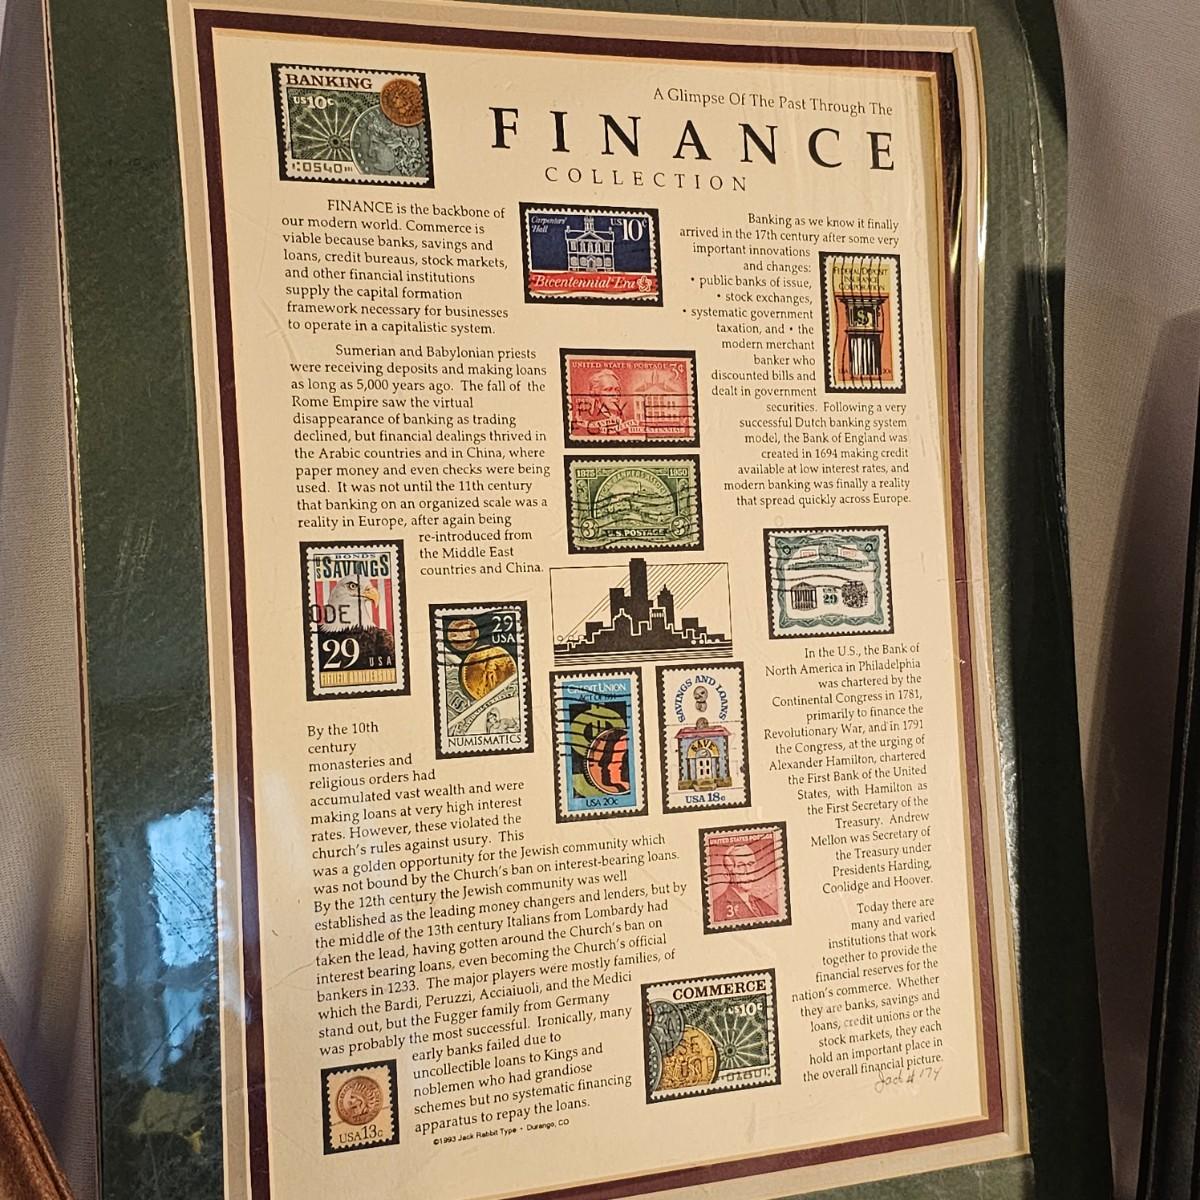 BANKING
US10c
A Glimpse Of The Past Through The
FINANCE
COLLECTION
FINANCE is the backbone of
our modern world. Commerce is
viable because banks, savings and
loans, credit bureaus, stock markets,
and other financial institutions
supply the capital formation
framework necessary for businesses
to operate in a capitalistic system.
Carpenters'
Hall
US10c
Bicentennial Era
Banking as we know it finally
arrived in the 17th century after some very
important innovations
and changes:
• public banks of issue,
• stock exchanges,
• systematic government
taxation, and • the
modern merchant
banker who
discounted bills and
dealt in government
securities. Following a very
successful Dutch banking system
model, the Bank of England was
created in 1694 making credit
available at low interest rates, and
modern banking was finally a reality
that spread quickly across Europe.
FEDERAL DEPOSIT
INSURANCE
CORPORATION
Sumerian and Babylonian priests
were receiving deposits and making loans
as long as 5,000 years ago. The fall of the
Rome Empire saw the virtual
disappearance of banking as trading
declined, but financial dealings thrived in
the Arabic countries and in China, where
paper money and even checks were being
used. It was not until the 11th century
that banking on an organized scale was a
reality in Europe, after again being
re-introduced from
the Middle East
countries and China.
UNITED STATES POSTAGE 3c
BICENTENNIAL
1875 1950
3c 3c
U.S. POSTAGE
US
BONDS
SAVINGS
29 USA
29
USA
NUMISMATICS
CREDIT UNION
ACT OF 1934
USA 20c
SAVINGS AND LOANS
SAVE
USA 18c
29
In the U.S., the Bank of
North America in Philadelphia
was chartered by the
Continental Congress in 1781,
primarily to finance the
Revolutionary War, and in 1791
the Congress, at the urging of
Alexander Hamilton, chartered
the First Bank of the United
States, with Hamilton as
the First Secretary of the
Treasury. Andrew
Mellon was Secretary of
the Treasury under
Presidents Harding,
Coolidge and Hoover.
By the 10th
century
monasteries and
religious orders had
accumulated vast wealth and were
making loans at very high interest
rates. However, these violated the
church's rules against usury. This
was a golden opportunity for the Jewish community which
was not bound by the Church's ban on interest-bearing loans.
By the 12th century the Jewish community was well
established as the leading money changers and lenders, but by
the middle of the 13th century Italians from Lombardy had
taken the lead, having gotten around the Church's ban on
interest bearing loans, even becoming the Church's official
bankers in 1233. The major players were mostly families, of
which the Bardi, Peruzzi, Acciaiuoli, and the Medici
stand out, but the Fugger family from Germany
was probably the most successful. Ironically, many
early banks failed due to
uncollectible loans to Kings and
noblemen who had grandiose
schemes but no systematic financing
apparatus to repay the loans.
UNITED STATES POSTAGE
3c
Today there are
many and varied
institutions that work
together to provide the
financial reserves for the
nation's commerce. Whether
they are banks, savings and
loans, credit unions or the
stock markets, they each
hold an important place in
the overall financial picture.
COMMERCE
US10c
USA13c
©1993 Jack Rabbit Type • Durango, CO